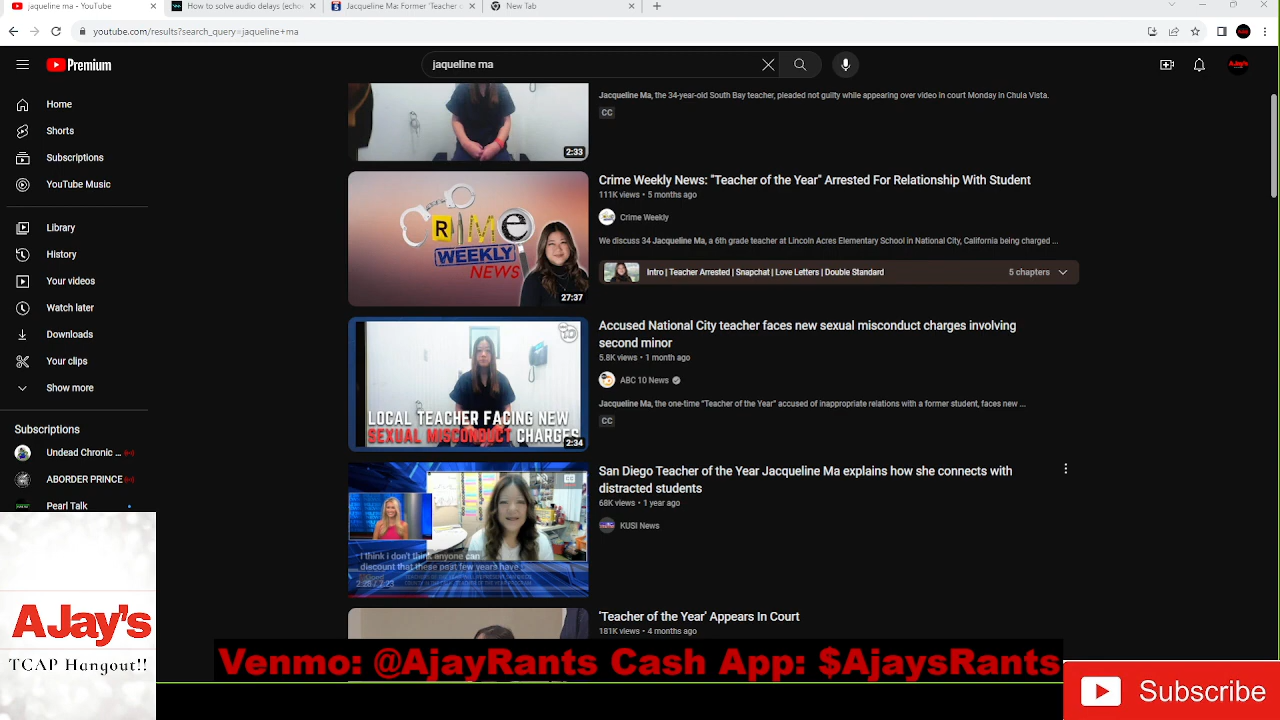 jaqueline ma - YouTube
How to solve audio delays (echo
Jacqueline Ma: Former 'Teacher o
New Tab
youtube.com/results?search_query=jaqueline+ma
Premium
jaqueline ma
AJay's
Home
Shorts
Subscriptions
YouTube Music
Library
History
Your videos
Watch later
Downloads
Your clips
Show more
Subscriptions
Undead Chronic ...
ABORDER PRINCE
Pearl Talk
Jacqueline Ma, the 34-year-old South Bay teacher, pleaded not guilty while appearing over video in court Monday in Chula Vista.
CC
2:33
CRIME
WEEKLY
NEWS
27:37
Crime Weekly News: "Teacher of the Year" Arrested For Relationship With Student
111K views • 5 months ago
Crime Weekly
We discuss 34 Jacqueline Ma, a 6th grade teacher at Lincoln Acres Elementary School in National City, California being charged ...
Intro | Teacher Arrested | Snapchat | Love Letters | Double Standard
5 chapters
10
LOCAL TEACHER FACING NEW
SEXUAL MISCONDUCT CHARGES
2:34
Accused National City teacher faces new sexual misconduct charges involving
second minor
5.8K views • 1 month ago
ABC 10 News
Jacqueline Ma, the one-time "Teacher of the Year" accused of inappropriate relations with a former student, faces new ...
CC
CC
I think i don't think anyone can
discount that these past few years have
San Diego Teacher of the Year Jacqueline Ma explains how she connects with
distracted students
68K views • 1 year ago
KUSI News
'Teacher of the Year' Appears In Court
181K views • 4 months ago
AJay's
TCAP Hangout!!
Venmo: @AjayRants Cash App: $AjaysRants
Subscribe